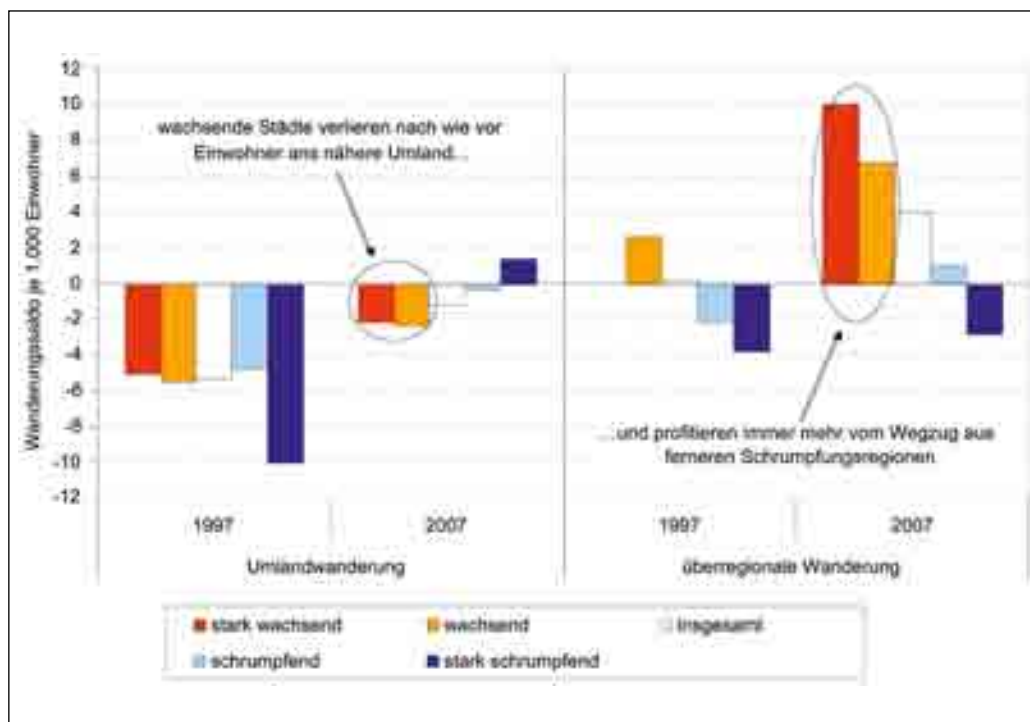 Wanderungssaldo je 1.000 Einwohner
12
10
8
6
4
2
0
-2
-4
-6
-8
-10
-12
wachsende Städte verlieren nach wie vor
Einwohner ans nähere Umland...
...und profitieren immer mehr vom Wegzug aus
ferneren Schrumpfungsregionen
1997
2007
1997
2007
Umlandwanderung
überregionale Wanderung
stark wachsend
wachsend
insgesamt
schrumpfend
stark schrumpfend